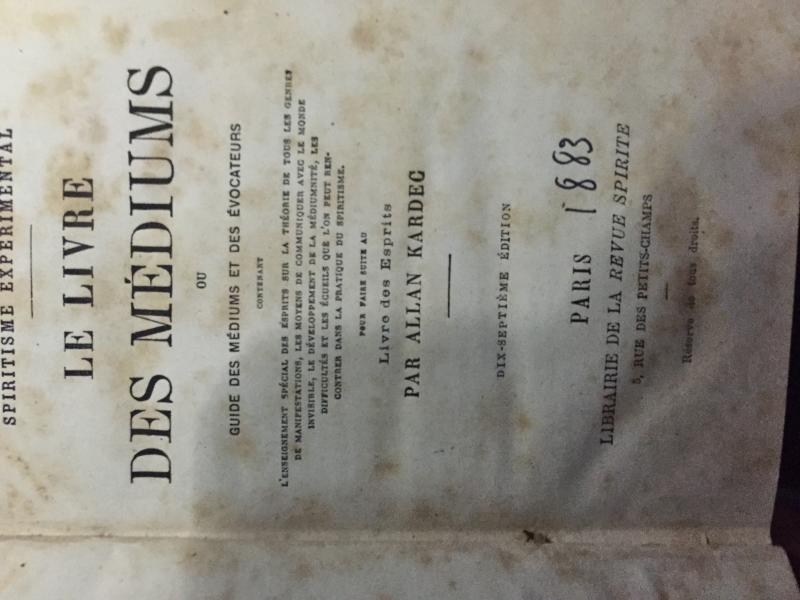 SPIRITISME EXPERIMENTAL
LE LIVRE
DES MÉDIUMS
OU
GUIDE DES MÉDIUMS ET DES ÉVOCATEURS
CONTENANT
L'ENSEIGNEMENT SPÉCIAL DES ESPRITS SUR LA THÉORIE DE TOUS LES GENRES
DE MANIFESTATIONS, LES MOYENS DE COMMUNIQUER AVEC LE MONDE
INVISIBLE, LE DÉVELOPPEMENT DE LA MÉDIUMNITÉ, LES
DIFFICULTÉS ET LES ÉCUEILS QUE L'ON PEUT REN-
CONTRER DANS LA PRATIQUE DU SPIRITISME.
POUR FAIRE SUITE AU
Livre des Esprits
PAR ALLAN KARDEC
DIX-SEPTIÈME ÉDITION
PARIS 1883
LIBRAIRIE DE LA REVUE SPIRITE
5, RUE DES PETITS-CHAMPS
Réserve de tous droits.